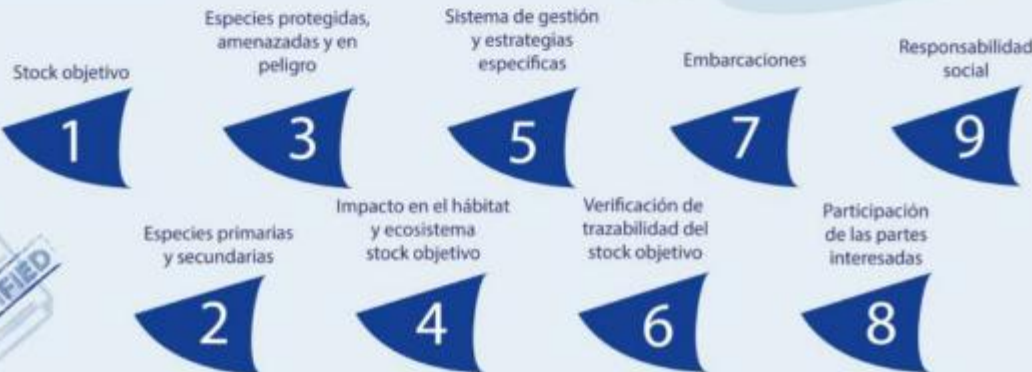 Stock objetivo
1
Especies primarias
y secundarias
2
Especies protegidas,
amenazadas y en
peligro
3
Impacto en el hábitat
y ecosistema
stock objetivo
4
Sistema de gestión
y estrategias
específicas
5
Verificación de
trazabilidad del
stock objetivo
6
Embarcaciones
7
Participación
de las partes
interesadas
8
Responsabilidad
social
9